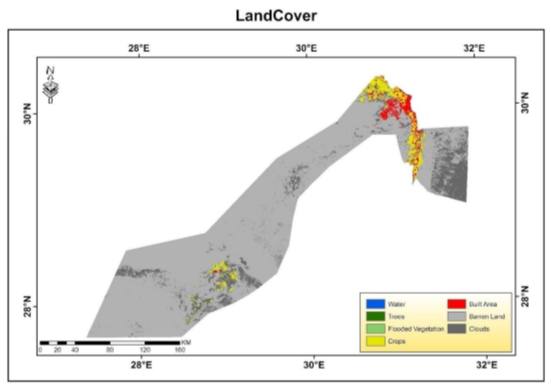 LandCover
28°E 30°E 32°E
N
30°N 30°N
28°N 28°N
Water Built Area
Trees Barren Land
Flooded Vegetation Clouds
Crops
KM
0 20 40 80 120 160
28°E 30°E 32°E